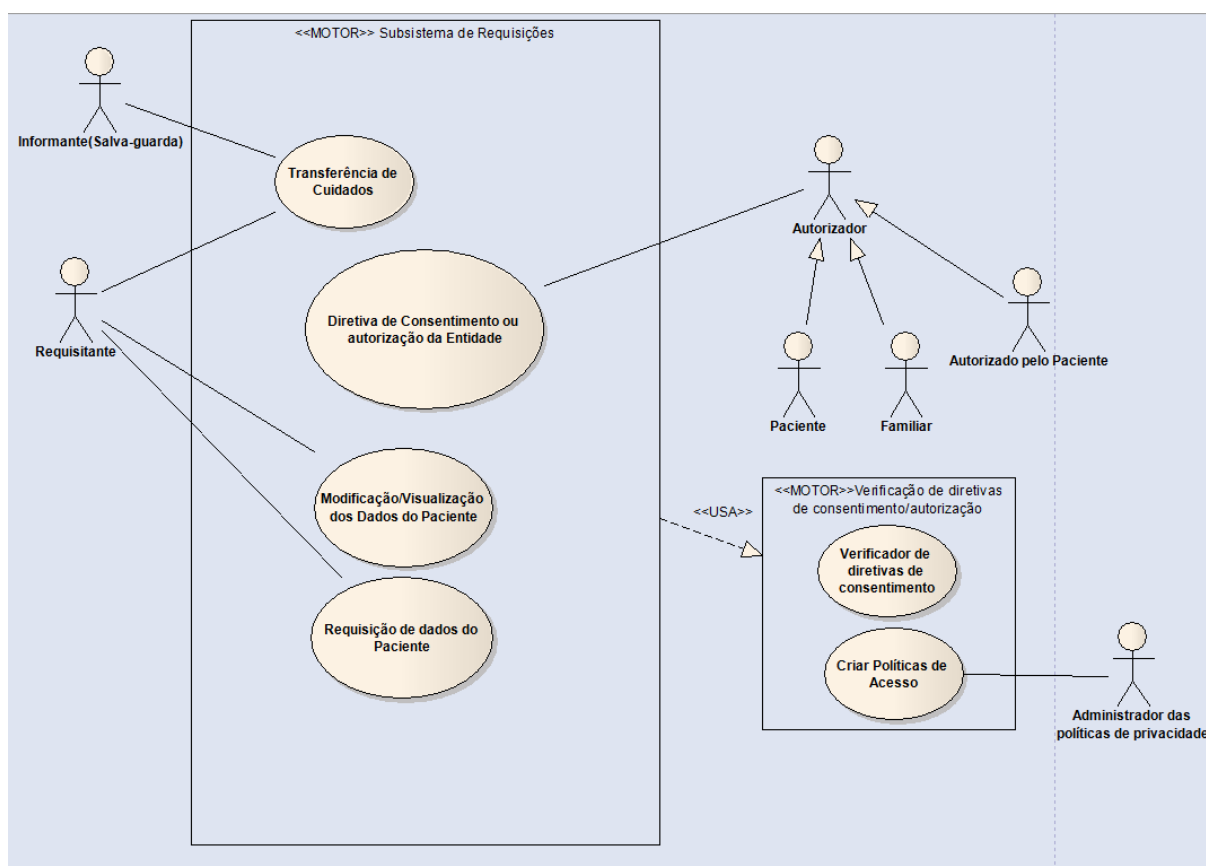 <<MOTOR>> Subsistema de Requisições
Informante(Salva-guarda)
Transferência de
Cuidados
Autorizador
Diretiva de Consentimento ou
autorização da Entidade
Requisitante
Autorizado pelo Paciente
Paciente
Familiar
Modificação/Visualização
dos Dados do Paciente
<<USA>>
<<MOTOR>>Verificação de diretivas
de consentimento/autorização
Verificador de
diretivas de
consentimento
Requisição de dados do
Paciente
Criar Políticas de
Acesso
Administrador das
políticas de privacidade